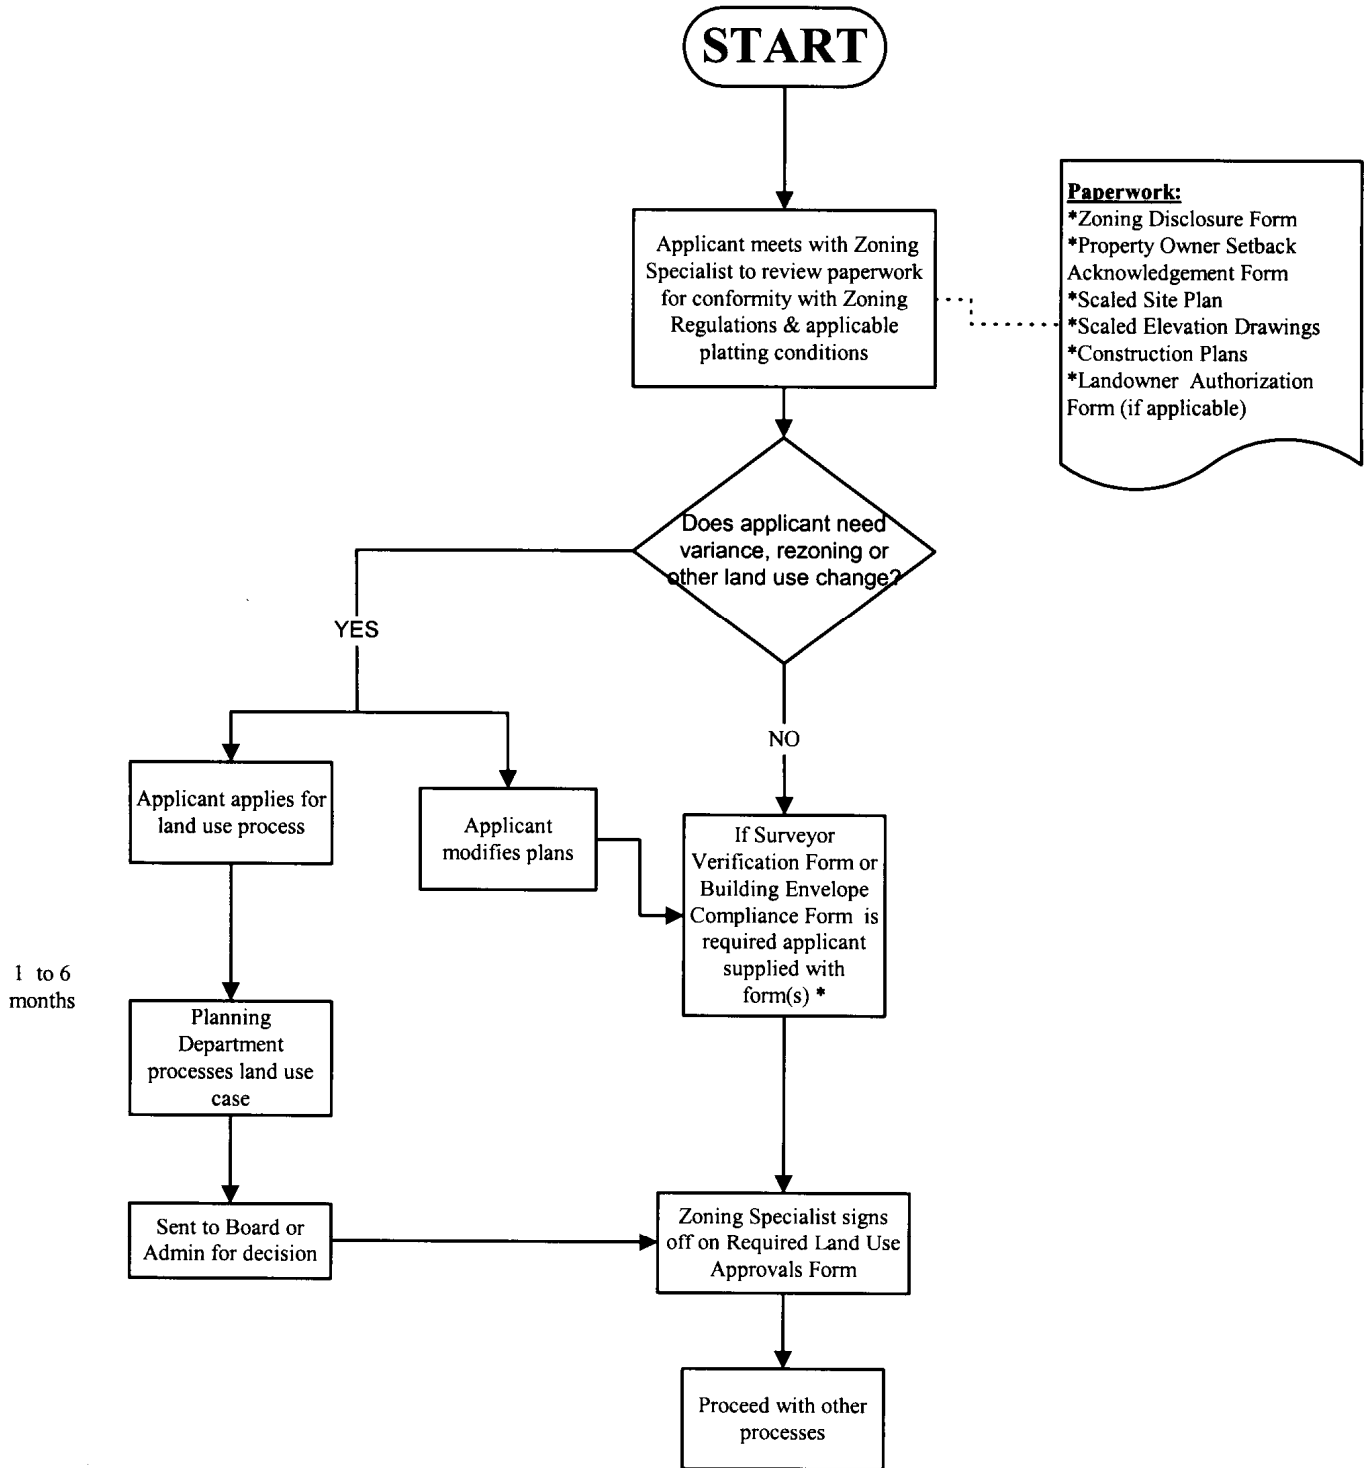 START
Applicant meets with Zoning
Specialist to review paperwork
for conformity with Zoning
Regulations & applicable
platting conditions
Paperwork:
*Zoning Disclosure Form
*Property Owner Setback
Acknowledgement Form
*Scaled Site Plan
*Scaled Elevation Drawings
*Construction Plans
*Landowner Authorization
Form (if applicable)
Does applicant need
variance, rezoning or
other land use change?
YES
NO
Applicant applies for
land use process
Applicant
modifies plans
If Surveyor
Verification Form or
Building Envelope
Compliance Form is
required applicant
supplied with
form(s) *
1 to 6
months
Planning
Department
processes land use
case
Sent to Board or
Admin for decision
Zoning Specialist signs
off on Required Land Use
Approvals Form
Proceed with other
processes